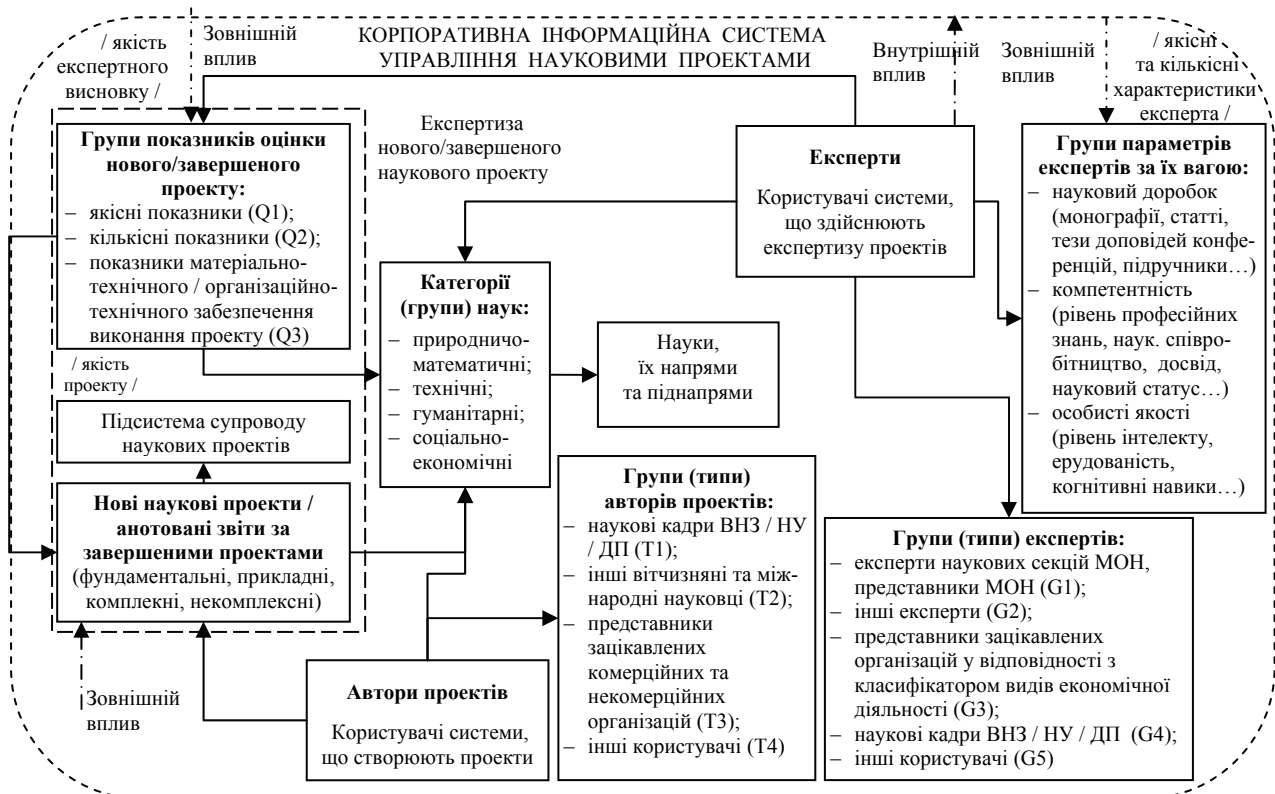 / якість
експертного
висновку /
Зовнішній
вплив
КОРПОРАТИВНА ІНФОРМАЦІЙНА СИСТЕМА
УПРАВЛІННЯ НАУКОВИМИ ПРОЕКТАМИ
Внутрішній
вплив
Зовнішній
вплив
/ якісні
та кількісні
характеристики
експерта /
Групи показників оцінки
нового/завершеного
проекту:
– якісні показники (Q1);
– кількісні показники (Q2);
– показники матеріально-
технічного / організаційно-
технічного забезпечення
виконання проекту (Q3)
Експертиза
нового/завершеного
наукового проекту
Експерти
Користувачі системи,
що здійснюють
експертизу проектів
Групи параметрів
експертів за їх вагою:
– науковий доробок
(монографії, статті,
тези доповідей конфе-
ренцій, підручники…)
– компетентність
(рівень професійних
знань, наук. співро-
бітництво, досвід,
науковий статус…)
– особисті якості
(рівень інтелекту,
ерудованість,
когнітивні навики…)
Категорії
(групи) наук:
– природничо-
математичні;
– технічні;
– гуманітарні;
– соціально-
економічні
Науки,
їх напрями
та піднапрями
/ якість
проекту /
Підсистема супроводу
наукових проектів
Нові наукові проекти /
анотовані звіти за
завершеними проектами
(фундаментальні, прикладні,
комплекні, некомплексні)
Зовнішній
вплив
Автори проектів
Користувачі системи,
що створюють проекти
Групи (типи)
авторів проектів:
– наукові кадри ВНЗ / НУ
/ ДП (T1);
– інші вітчизняні та між-
народні науковці (T2);
– представники
зацікавлених
комерційних та
некомерційних
організацій (T3);
– інші користувачі (T4)
Групи (типи) експертів:
– експерти наукових секцій МОН,
представники МОН (G1);
– інші експерти (G2);
– представники зацікавлених
організацій у відповідності з
класифікатором видів економічної
діяльності (G3);
– наукові кадри ВНЗ / НУ / ДП (G4);
– інші користувачі (G5)